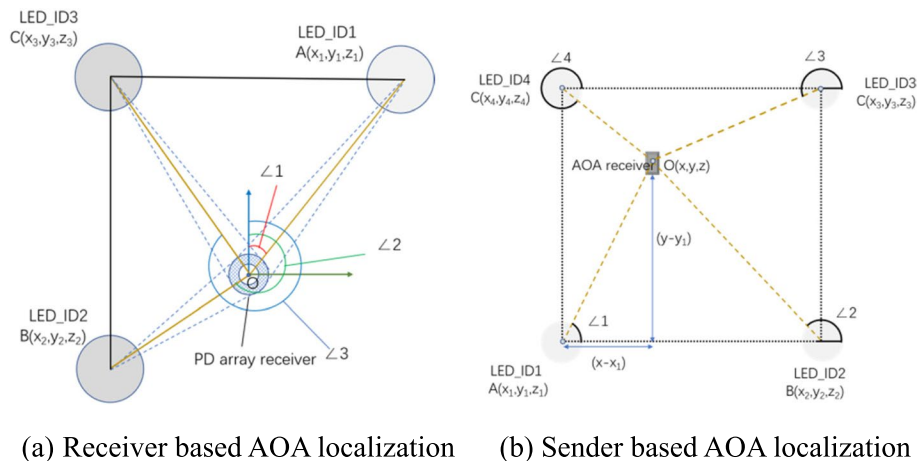 LED_ID3
C(x₃,y₃,z₃)
LED_ID1
A(x₁,y₁,z₁)
∠1
∠2
O
LED_ID2
B(x₂,y₂,z₂)
PD array receiver
∠3
∠4
∠3
LED_ID4
C(x₄,y₄,z₄)
LED_ID3
C(x₃,y₃,z₃)
AOA receiver O(x,y,z)
(y-y₁)
∠1
∠2
(x-x₁)
LED_ID1
A(x₁,y₁,z₁)
LED_ID2
B(x₂,y₂,z₂)
(a) Receiver based AOA localization
(b) Sender based AOA localization